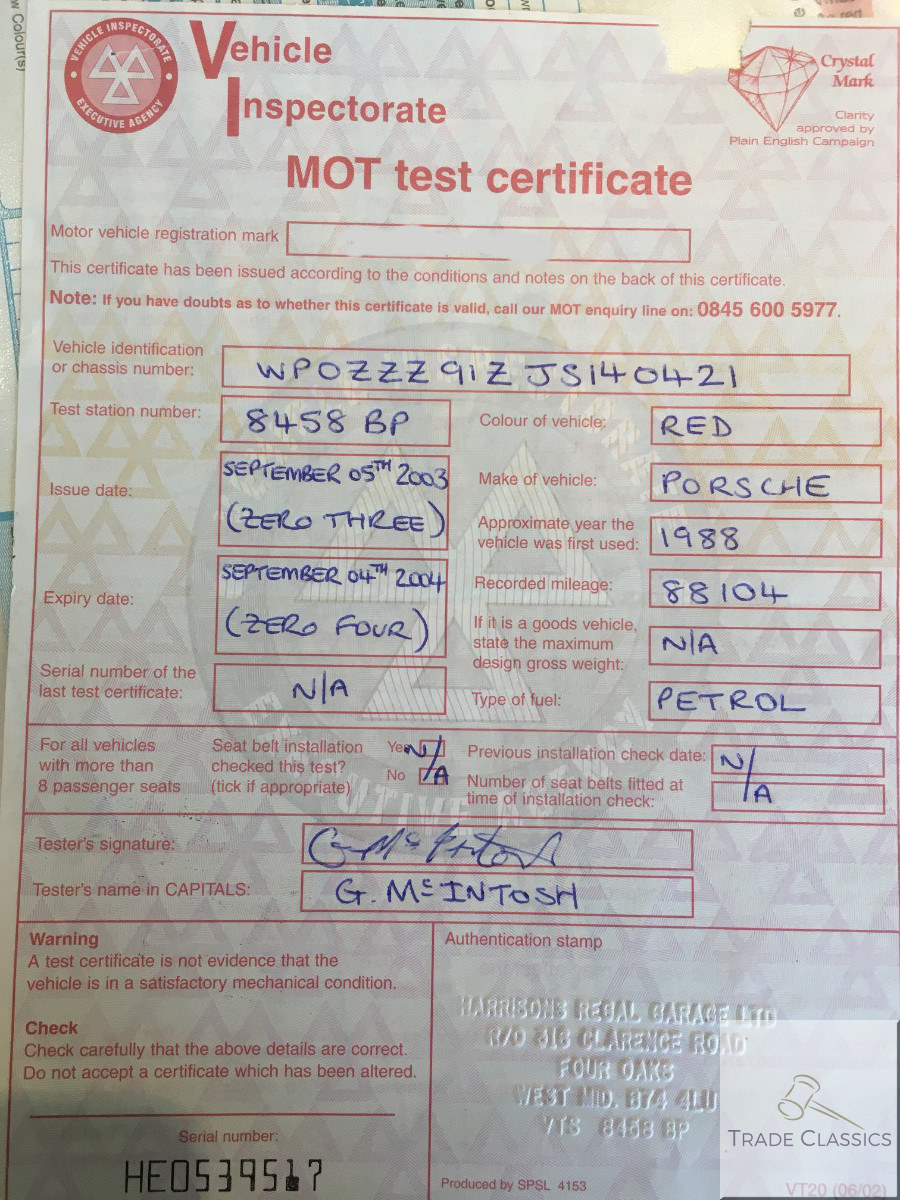 w Colour(s)
VEHICLE INSPECTORATE
EXECUTIVE AGENCY
Vehicle
Inspectorate
Crystal
Mark
Clarity
approved by
Plain English Campaign
MOT test certificate
Motor vehicle registration mark
This certificate has been issued according to the conditions and notes on the back of this certificate.
Note: If you have doubts as to whether this certificate is valid, call our MOT enquiry line on: 0845 600 5977.
Vehicle identification
or chassis number: WP0ZZZ91ZJS140421
Test station number: 8458 BP
Colour of vehicle: RED
Issue date: SEPTEMBER 05TH 2003
(ZERO THREE)
Make of vehicle: PORSCHE
Approximate year the
vehicle was first used: 1988
Expiry date: SEPTEMBER 04TH 2004
(ZERO FOUR)
Recorded mileage: 88104
If it is a goods vehicle,
state the maximum
design gross weight: N/A
Serial number of the
last test certificate: N/A
Type of fuel: PETROL
For all vehicles
with more than
8 passenger seats
Seat belt installation
checked this test?
(tick if appropriate)
Yes
No
N/A
Previous installation check date:
Number of seat belts fitted at
time of installation check:
N/A
Tester's signature: G McIntosh
Tester's name in CAPITALS: G. McINTOSH
Warning
A test certificate is not evidence that the
vehicle is in a satisfactory mechanical condition.
Check
Check carefully that the above details are correct.
Do not accept a certificate which has been altered.
Serial number:
HE0539517
Authentication stamp
HARRISONS REGAL GARAGE LTD
R/O 316 CLARENCE ROAD
FOUR OAKS
WEST MID. B74 4LU
VTS 8458 BP
Produced by SPSL 4153
TRADE CLASSICS
VT20 (06/02)